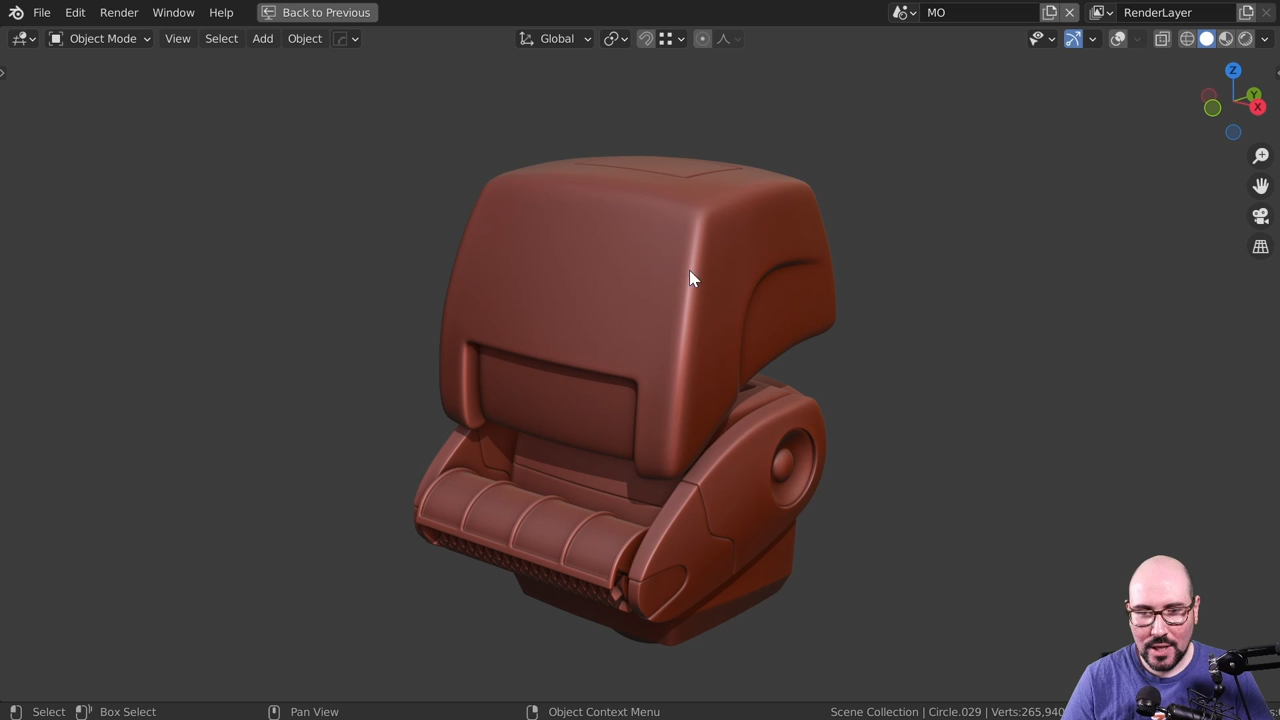 File Edit Render Window Help Back to Previous MO RenderLayer
Object Mode View Select Add Object Global
Z
Y
X
Select Box Select Pan View Object Context Menu Scene Collection | Circle.029 | Verts:265,940